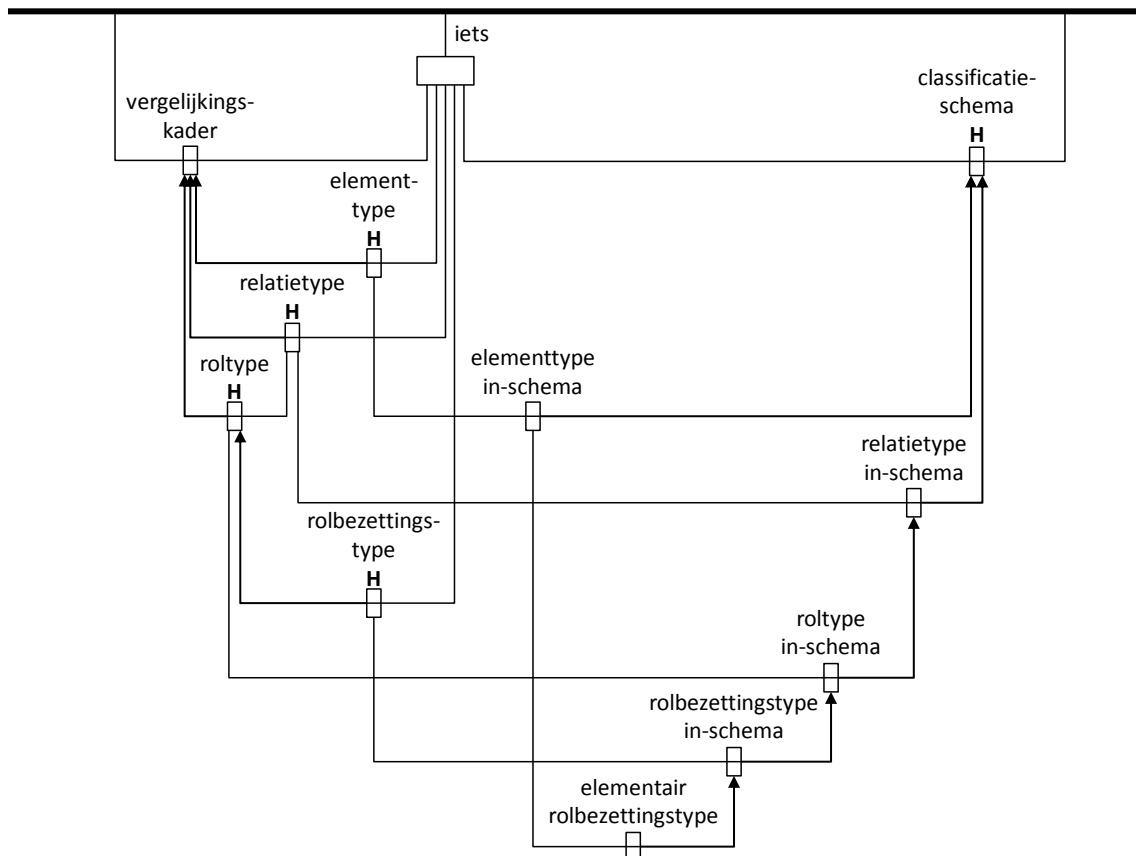 iets
classificatie-
schema
H
vergelijkings-
kader
element-
type
H
relatietype
H
roltype
H
elementtype
in-schema
relatietype
in-schema
rolbezettings-
type
H
roltype
in-schema
rolbezettingstype
in-schema
elementair
rolbezettingstype